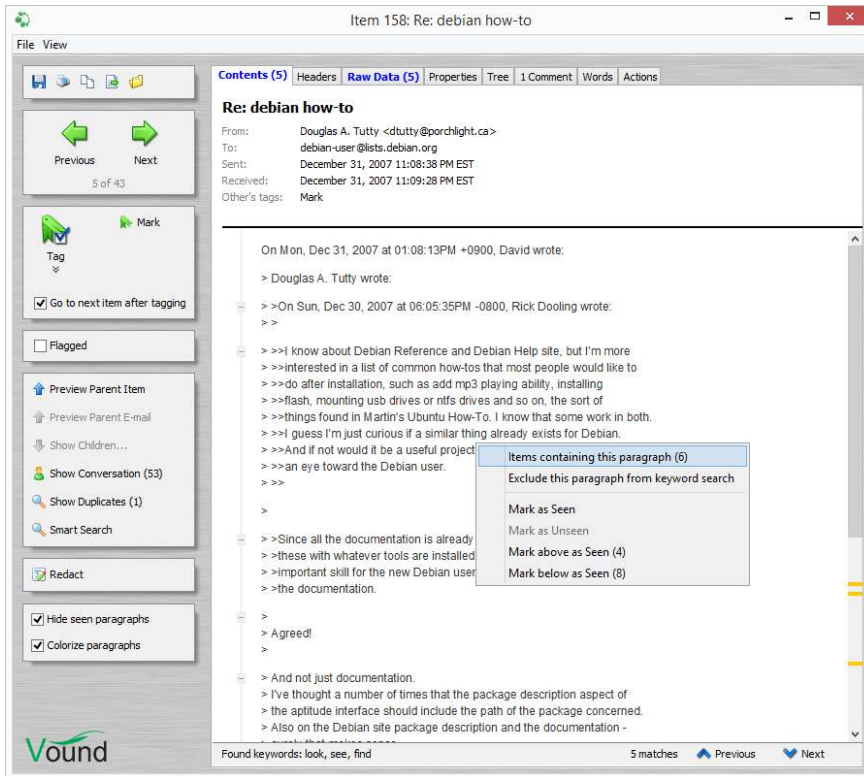 Item 158: Re: debian how-to
File View
Contents (5) Headers Raw Data (5) Properties Tree 1 Comment Words Actions
Re: debian how-to
From: Douglas A. Tutty <dtutty@porchlight.ca>
To: debian-user@lists.debian.org
Sent: December 31, 2007 11:08:38 PM EST
Received: December 31, 2007 11:09:28 PM EST
Other's tags: Mark
Previous Next
5 of 43
Mark
Tag
Go to next item after tagging
Flagged
Preview Parent Item
Preview Parent E-mail
Show Children...
Show Conversation (53)
Show Duplicates (1)
Smart Search
Redact
Hide seen paragraphs
Colorize paragraphs
Vound
On Mon, Dec 31, 2007 at 01:08:13PM +0900, David wrote:
> Douglas A. Tutty wrote:
> >On Sun, Dec 30, 2007 at 06:05:35PM -0800, Rick Dooling wrote:
> >
> >>I know about Debian Reference and Debian Help site, but I'm more
> >>interested in a list of common how-tos that most people would like to
> >>do after installation, such as add mp3 playing ability, installing
> >>flash, mounting usb drives or ntfs drives and so on, the sort of
> >>things found in Martin's Ubuntu How-To. I know that some work in both.
> >>I guess I'm just curious if a similar thing already exists for Debian.
> >>And if not would it be a useful project
> >>an eye toward the Debian user.
> >>
>
> >Since all the documentation is already
> >these with whatever tools are installed
> >important skill for the new Debian user
> >the documentation.
>
> Agreed!
>
> And not just documentation.
> I've thought a number of times that the package description aspect of
> the aptitude interface should include the path of the package concerned.
> Also on the Debian site package description and the documentation -
Items containing this paragraph (6)
Exclude this paragraph from keyword search
Mark as Seen
Mark as Unseen
Mark above as Seen (4)
Mark below as Seen (8)
Found keywords: look, see, find 5 matches Previous Next